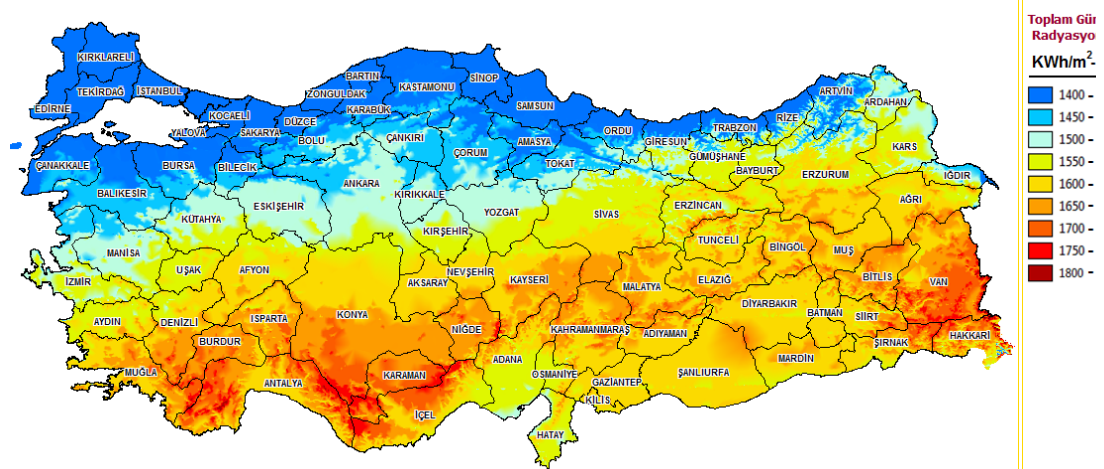 Toplam Gün
Radyasyo
KWh/m²-
1400 -
1450 -
1500 -
1550 -
1600 -
1650 -
1700 -
1750 -
1800 -
KIRKLARELİ
TEKİRDAĞ
İSTANBUL
EDİRNE
KOCAELİ
YALOVA
SAKARYA
DÜZCE
BOLU
ZONGULDAK
BARTIN
KARABÜK
KASTAMONU
SİNOP
SAMSUN
ÇANKIRI
ÇORUM
AMASYA
TOKAT
ORDU
GİRESUN
TRABZON
RİZE
ARTVİN
ARDAHAN
KARS
GÜMÜŞHANE
BAYBURT
ERZURUM
IĞDIR
AĞRI
ÇANAKKALE
BURSA
BİLECİK
BALIKESİR
KÜTAHYA
ESKİŞEHİR
ANKARA
KIRIKKALE
YOZGAT
SİVAS
ERZİNCAN
KIRŞEHİR
TUNCELİ
BİNGÖL
MUŞ
MANİSA
İZMİR
UŞAK
AFYON
NEVŞEHİR
AKSARAY
KAYSERİ
MALATYA
ELAZIĞ
BİTLİS
VAN
DİYARBAKIR
BATMAN
SİİRT
ŞIRNAK
HAKKARİ
AYDIN
DENİZLİ
ISPARTA
BURDUR
KONYA
NİĞDE
KAHRAMANMARAŞ
ADIYAMAN
MARDİN
MUĞLA
ANTALYA
KARAMAN
İÇEL
ADANA
OSMANİYE
GAZİANTEP
KİLİS
ŞANLIURFA
HATAY